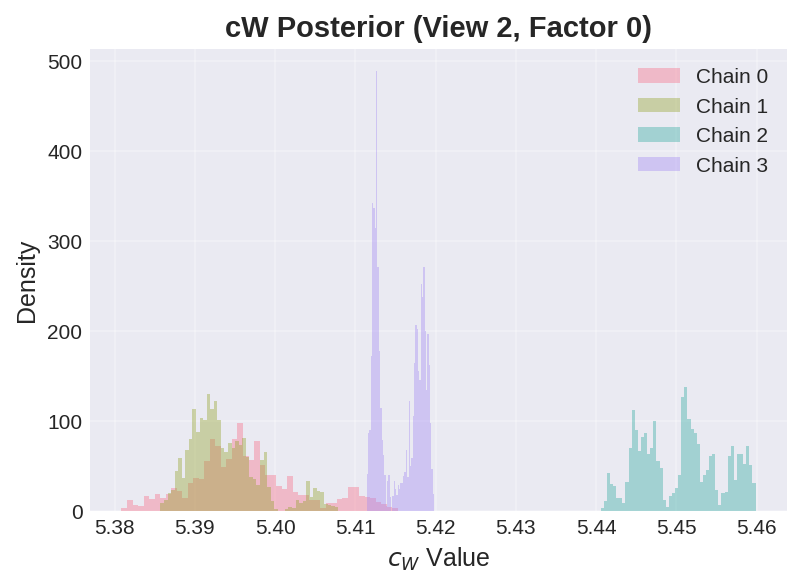 cW Posterior (View 2, Factor 0)
Chain 0
Chain 1
Chain 2
Chain 3
500
400
300
200
100
0
Density
5.38 5.39 5.40 5.41 5.42 5.43 5.44 5.45 5.46
c_W Value